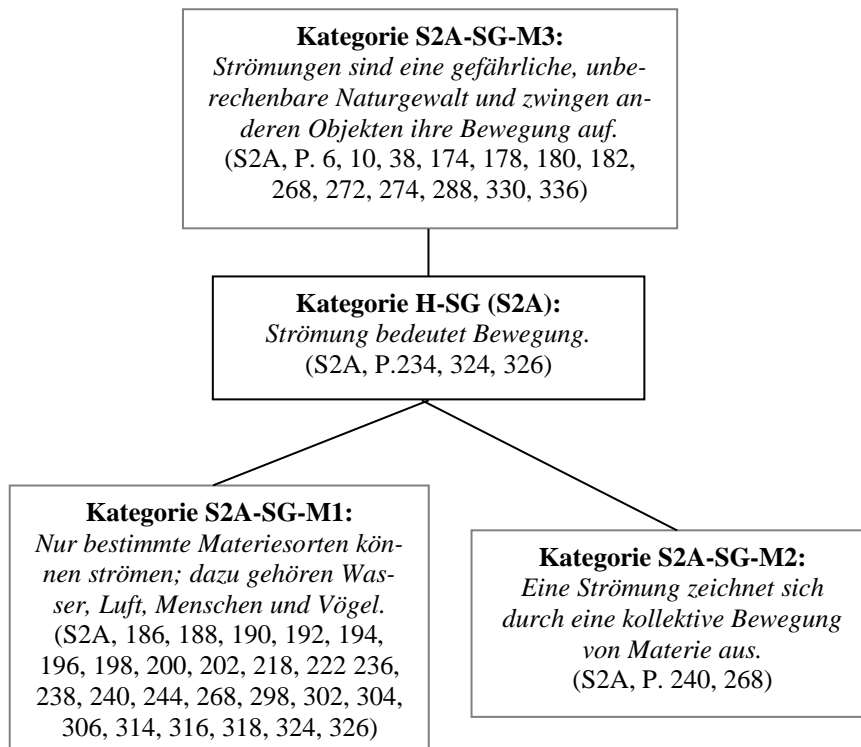 Kategorie S2A-SG-M3:
Strömungen sind eine gefährliche, unbe-
rechenbare Naturgewalt und zwingen an-
deren Objekten ihre Bewegung auf.
(S2A, P. 6, 10, 38, 174, 178, 180, 182,
268, 272, 274, 288, 330, 336)
Kategorie H-SG (S2A):
Strömung bedeutet Bewegung.
(S2A, P.234, 324, 326)
Kategorie S2A-SG-M1:
Nur bestimmte Materiesorten kön-
nen strömen; dazu gehören Was-
ser, Luft, Menschen und Vögel.
(S2A, 186, 188, 190, 192, 194,
196, 198, 200, 202, 218, 222 236,
238, 240, 244, 268, 298, 302, 304,
306, 314, 316, 318, 324, 326)
Kategorie S2A-SG-M2:
Eine Strömung zeichnet sich
durch eine kollektive Bewegung
von Materie aus.
(S2A, P. 240, 268)